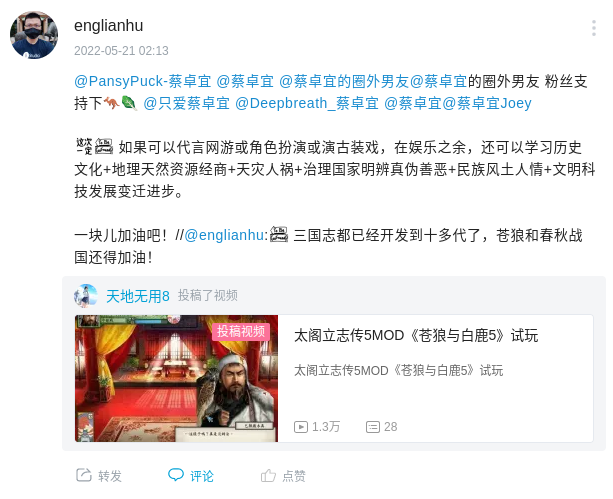 englianhu
2022-05-21 02:13
@PansyPuck-蔡卓宜 @蔡卓宜 @蔡卓宜的圈外男友@蔡卓宜的圈外男友 粉丝支
持下 @只爱蔡卓宜 @Deepbreath_蔡卓宜 @蔡卓宜@蔡卓宜Joey
如果可以代言网游或角色扮演或演古装戏，在娱乐之余，还可以学习历史
文化+地理天然资源经商+天灾人祸+治理国家明辨真伪善恶+民族风土人情+文明科
技发展变迁进步。
一块儿加油吧！//@englianhu: 三国志都已经开发到十多代了，苍狼和春秋战
国还得加油！
天地无用8 投稿了视频
投稿视频
太阁立志传5MOD《苍狼与白鹿5》试玩
太阁立志传5MOD《苍狼与白鹿5》试玩
1.3万 28
转发 评论 点赞